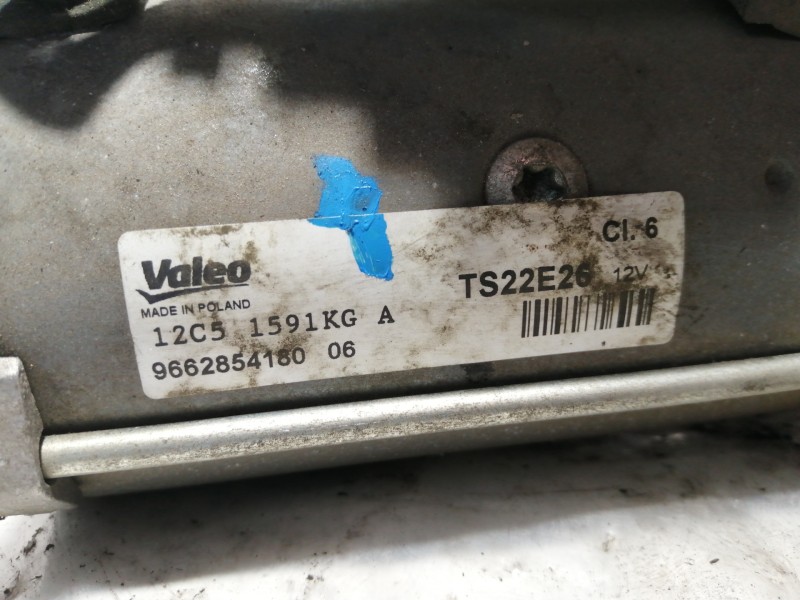 Valeo
MADE IN POLAND
12C5 1591KG A
9662854180 06
Cl. 6
TS22E26 12V